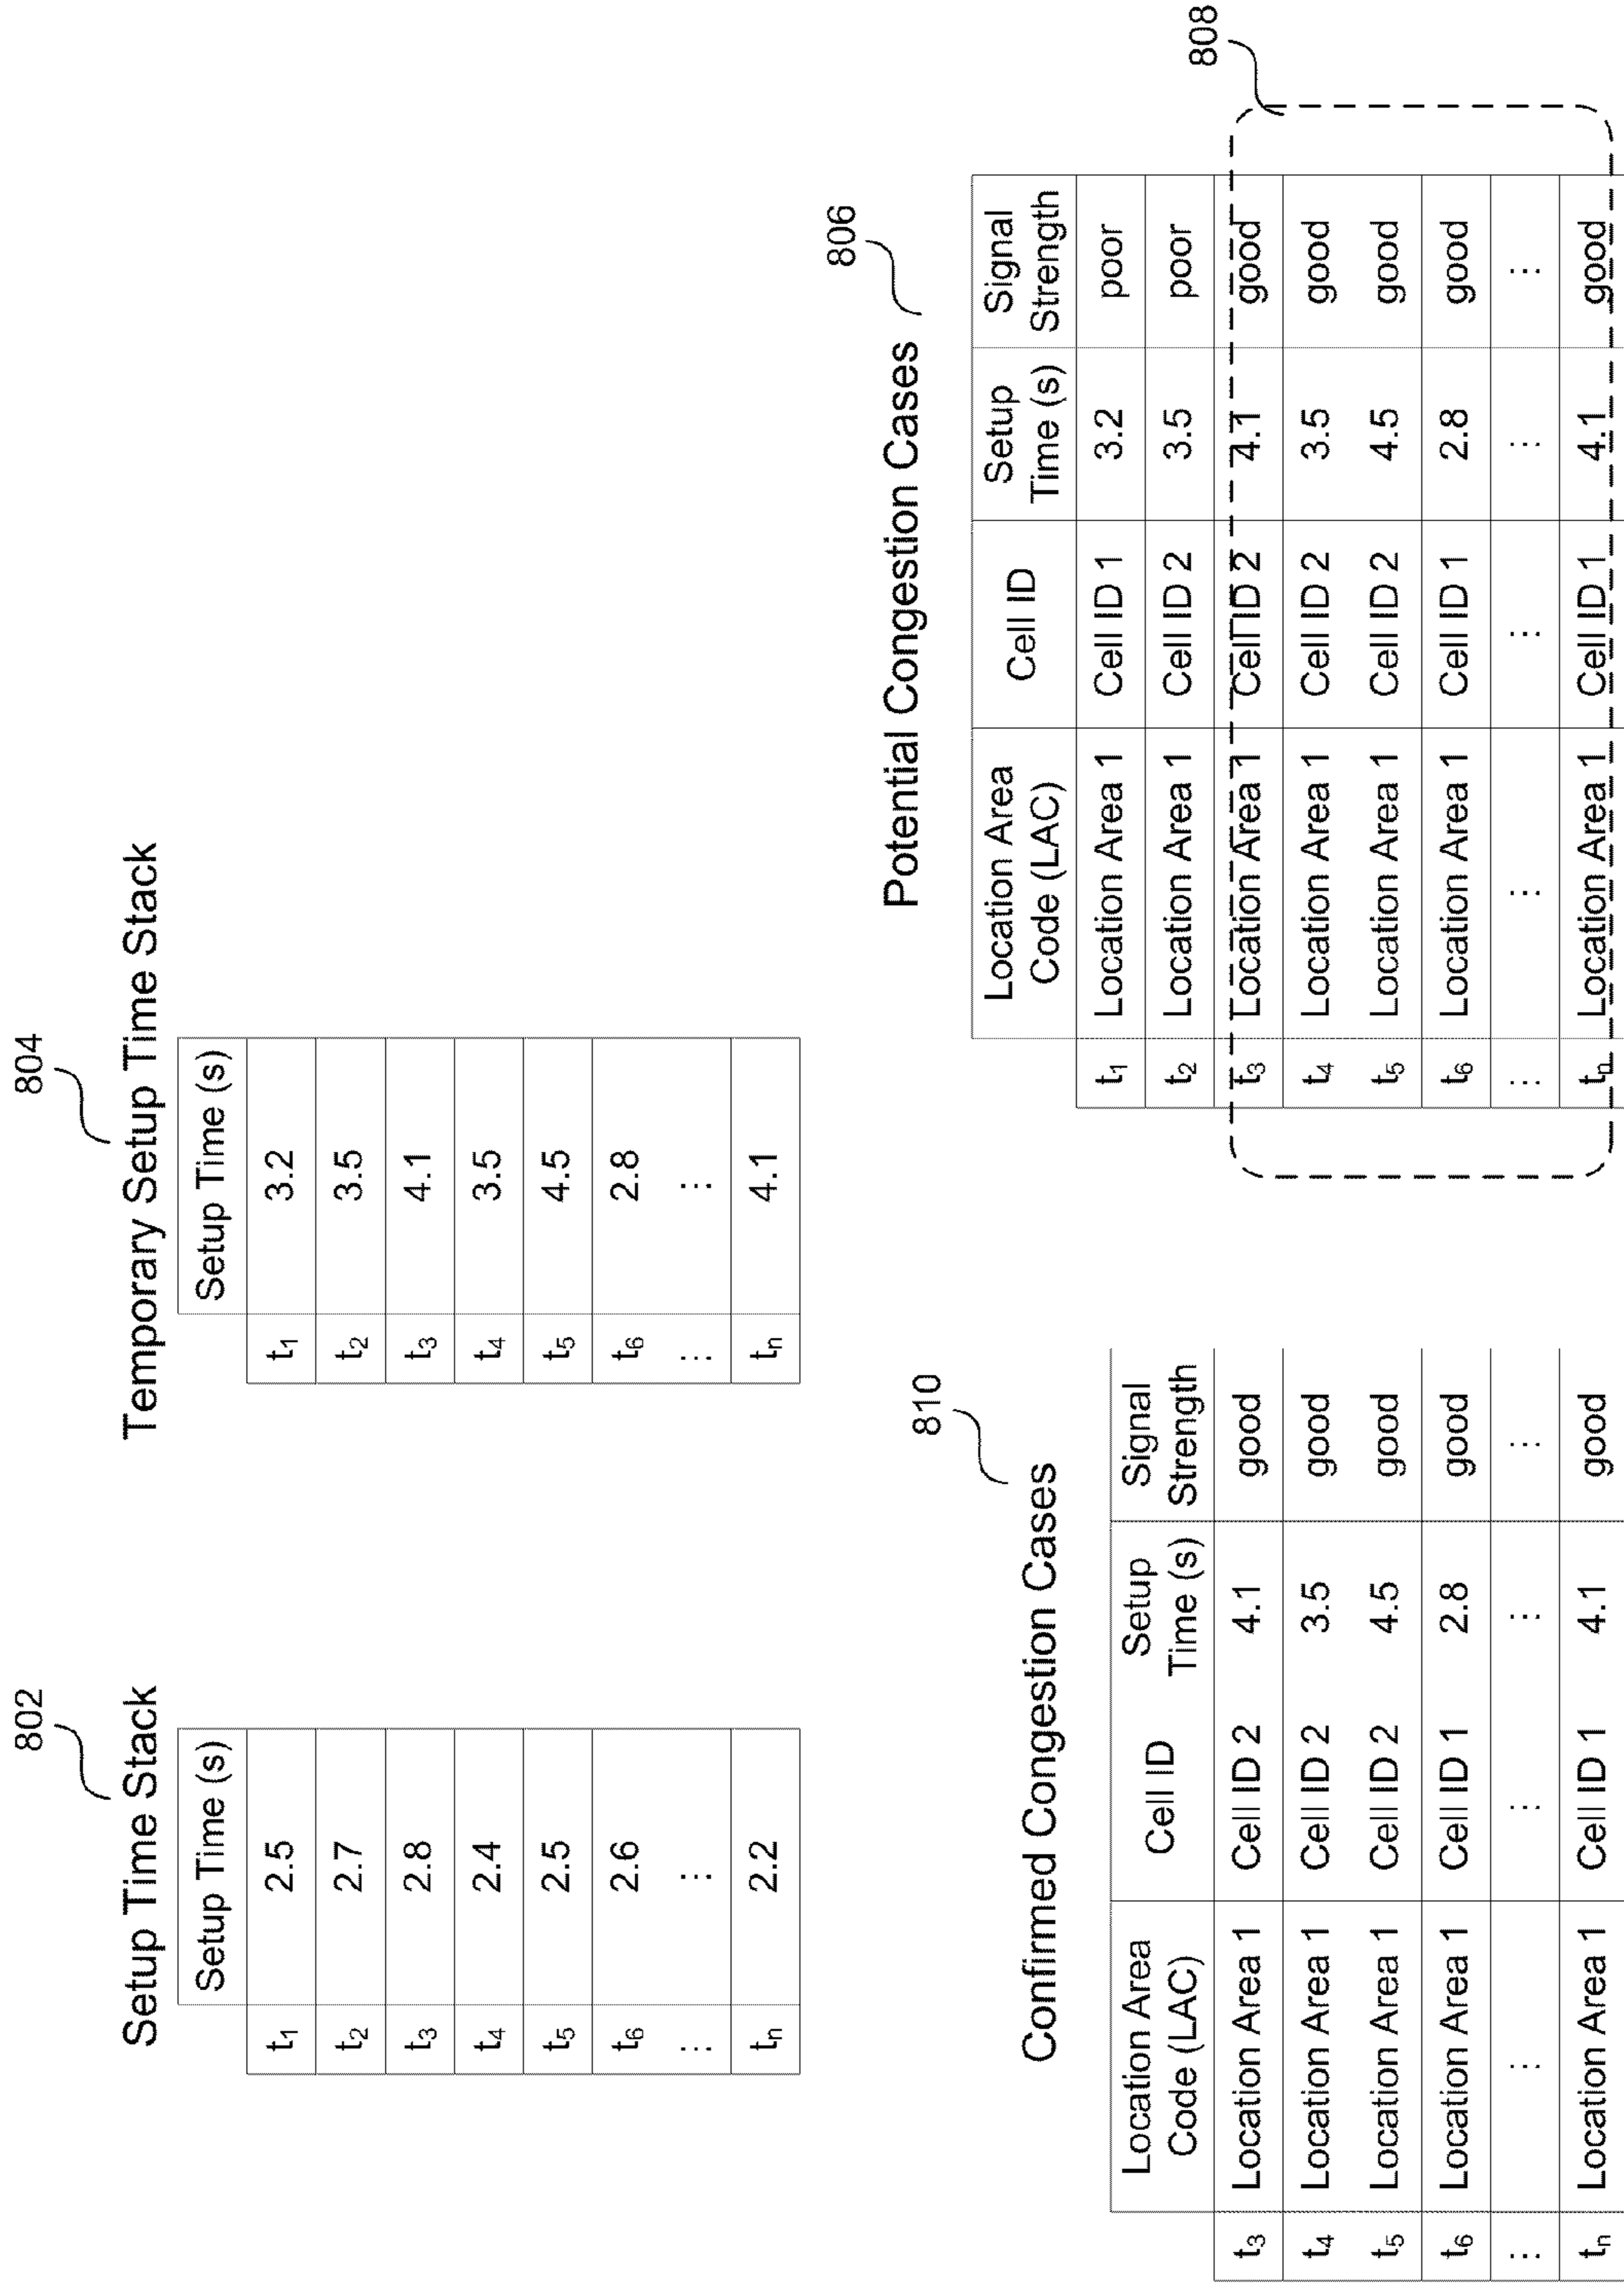 802
Setup Time Stack
Setup Time (s)
t1 2.5
t2 2.7
t3 2.8
t4 2.4
t5 2.5
t6 2.6
⋮ ⋮
tn 2.2
804
Temporary Setup Time Stack
Setup Time (s)
t1 3.2
t2 3.5
t3 4.1
t4 3.5
t5 4.5
t6 2.8
⋮ ⋮
tn 4.1
810
Confirmed Congestion Cases
Location Area Cell ID Setup Signal
Code (LAC) Time (s) Strength
t3 Location Area 1 Cell ID 2 4.1 good
t4 Location Area 1 Cell ID 2 3.5 good
t5 Location Area 1 Cell ID 2 4.5 good
t6 Location Area 1 Cell ID 1 2.8 good
⋮ ⋮ ⋮ ⋮ ⋮
tn Location Area 1 Cell ID 1 4.1 good
806
Potential Congestion Cases
Location Area Cell ID Setup Signal
Code (LAC) Time (s) Strength
t1 Location Area 1 Cell ID 1 3.2 poor
t2 Location Area 1 Cell ID 2 3.5 poor
t3 Location Area 1 Cell ID 2 4.1 good
t4 Location Area 1 Cell ID 2 3.5 good
t5 Location Area 1 Cell ID 2 4.5 good
t6 Location Area 1 Cell ID 1 2.8 good
⋮ ⋮ ⋮ ⋮ ⋮
tn Location Area 1 Cell ID 1 4.1 good
808